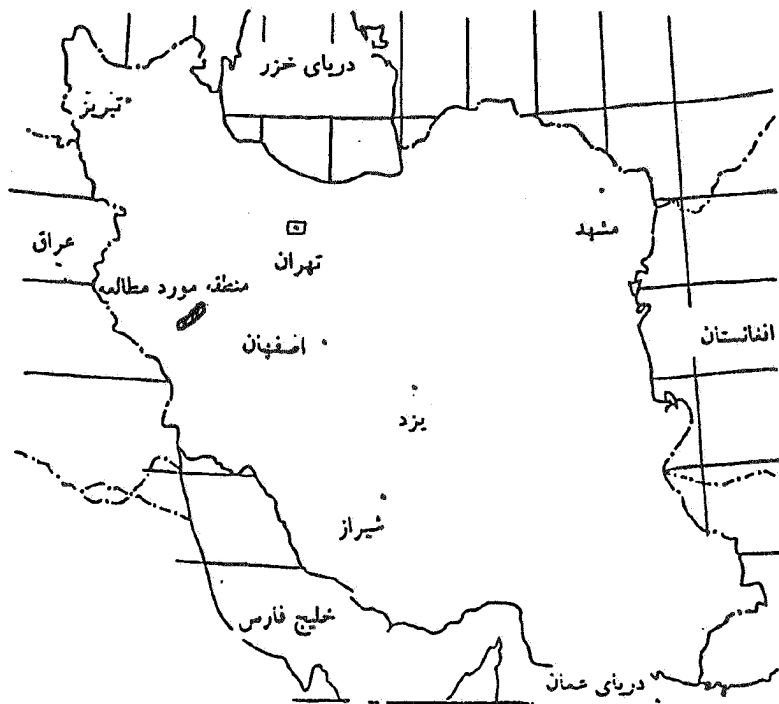 دریای خزر
تبریز
مشهد
عراق
تهران
منطقه مورد مطالعه
افغانستان
اصفهان
یزد
شیراز
خلیج فارس
دریای عمان